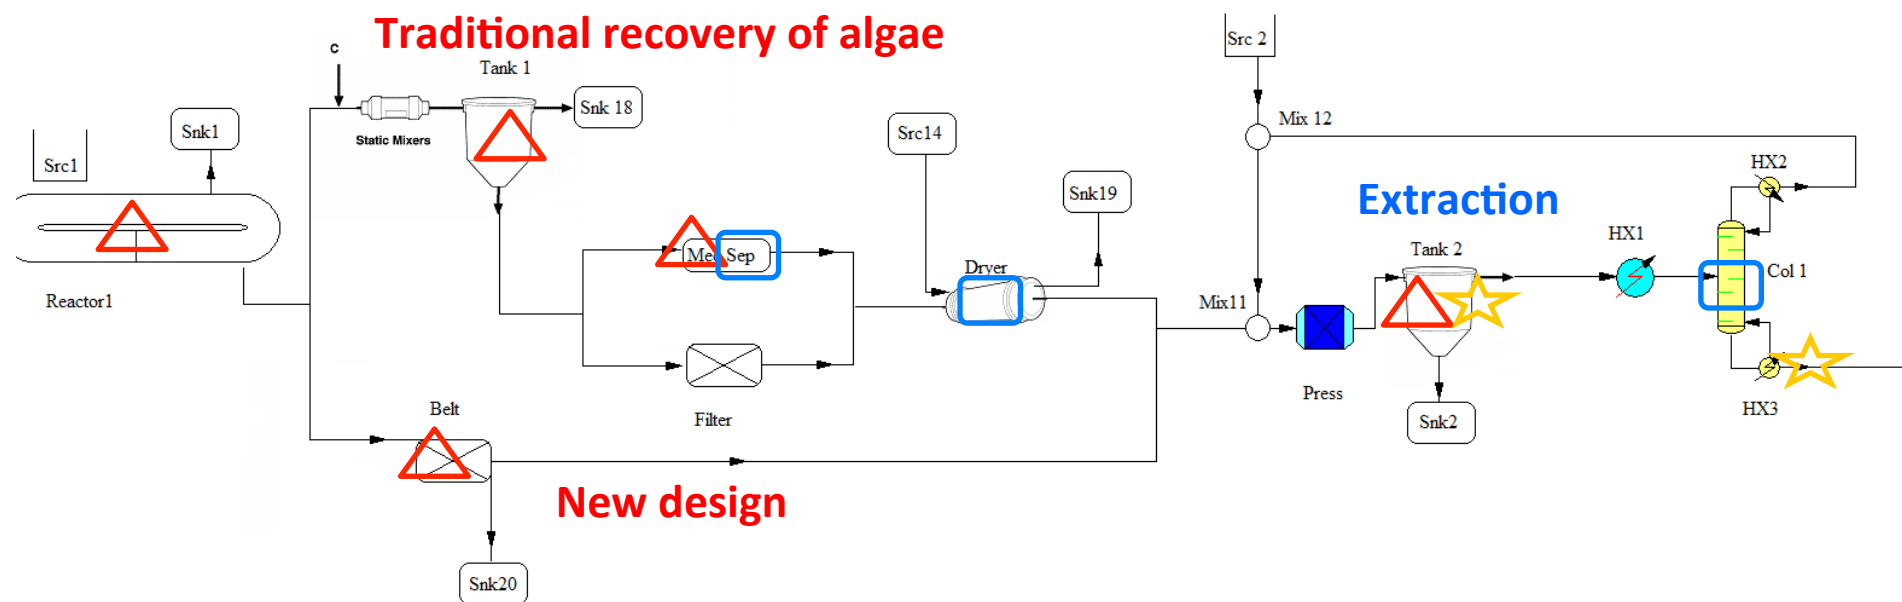 Traditional recovery of algae
Src 2
C
Tank 1
Snk 18
Snk1
Static Mixers
Src14
Mix 12
Src1
HX2
Snk19
Extraction
HX1
Tank 2
Sep
Dryer
Col 1
Reactor1
Mix11
Press
Belt
Filter
HX3
Snk2
New design
Snk20